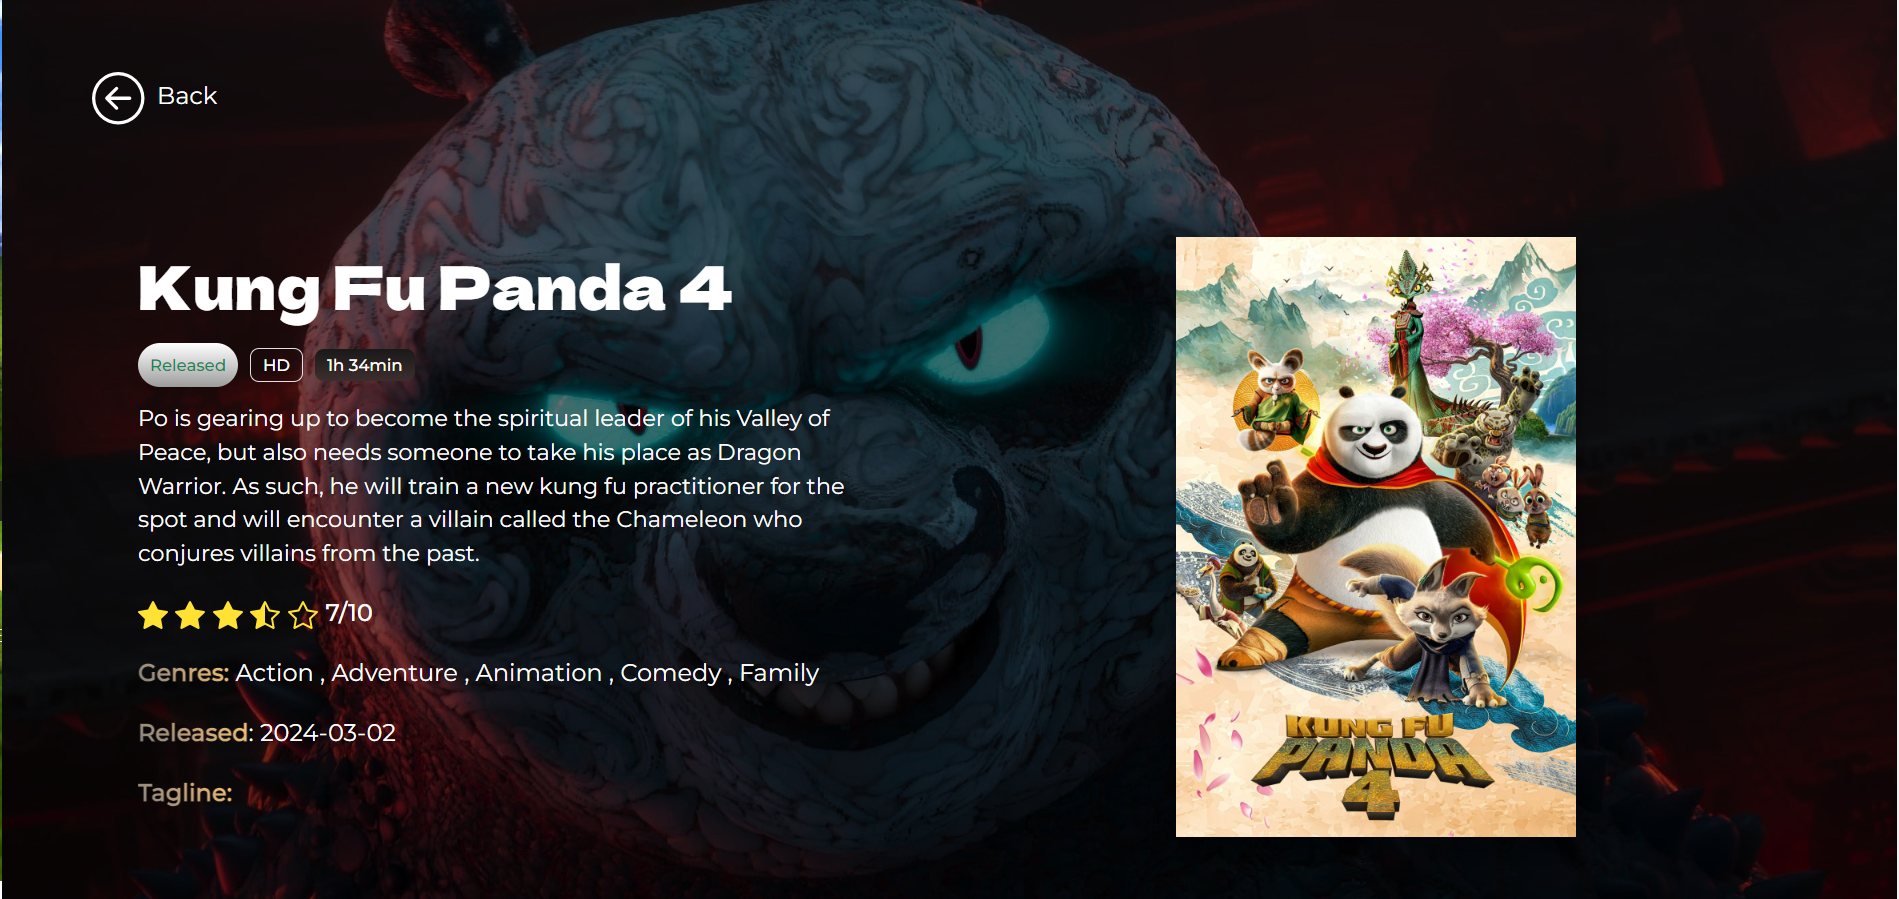 Back
Kung Fu Panda 4
Released HD 1h 34min
Po is gearing up to become the spiritual leader of his Valley of
Peace, but also needs someone to take his place as Dragon
Warrior. As such, he will train a new kung fu practitioner for the
spot and will encounter a villain called the Chameleon who
conjures villains from the past.
7/10
Genres: Action , Adventure , Animation , Comedy , Family
Released: 2024-03-02
Tagline:
KUNG FU
PANDA
4